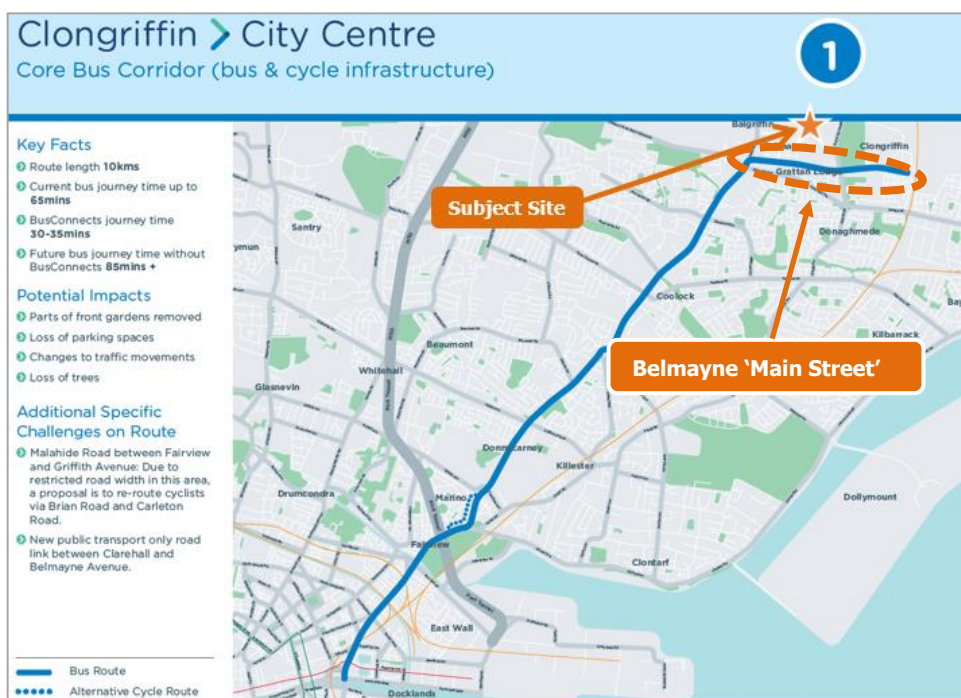 Clongriffin > City Centre
Core Bus Corridor (bus & cycle infrastructure)
1
Key Facts
Route length 10kms
Current bus journey time up to
65mins
BusConnects journey time
30-35mins
Future bus journey time without
BusConnects 85mins +
Potential Impacts
Parts of front gardens removed
Loss of parking spaces
Changes to traffic movements
Loss of trees
Additional Specific
Challenges on Route
Malahide Road between Fairview
and Griffith Avenue: Due to
restricted road width in this area,
a proposal is to re-route cyclists
via Brian Road and Carleton
Road.
New public transport only road
link between Clarehall and
Belmayne Avenue.
Bus Route
Alternative Cycle Route
Balgriffin
Clongriffin
Grattan Lodge
Subject Site
Santry
Donaghmede
Coolock
Kilbarrack
Beaumont
Belmayne ‘Main Street’
Whitehall
Glasnevin
Donnycarney
Killester
Drumcondra
Marino
Dollymount
Fairview
Clontarf
East Wall
Docklands